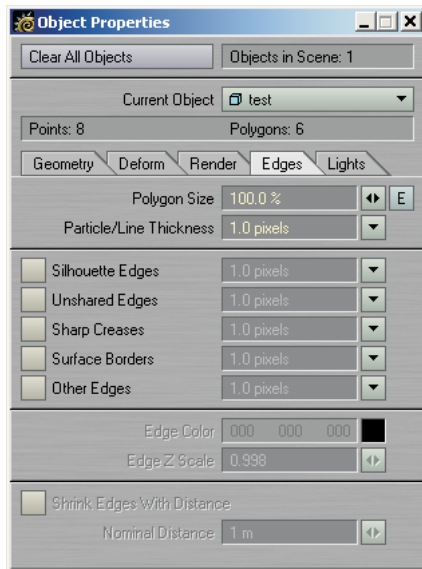 Object Properties
Clear All Objects Objects in Scene: 1
Current Object test
Points: 8 Polygons: 6
Geometry Deform Render Edges Lights
Polygon Size 100.0 % E
Particle/Line Thickness 1.0 pixels
Silhouette Edges 1.0 pixels
Unshared Edges 1.0 pixels
Sharp Creases 1.0 pixels
Surface Borders 1.0 pixels
Other Edges 1.0 pixels
Edge Color 000 000 000
Edge Z Scale 0.998
Shrink Edges With Distance
Nominal Distance 1 m